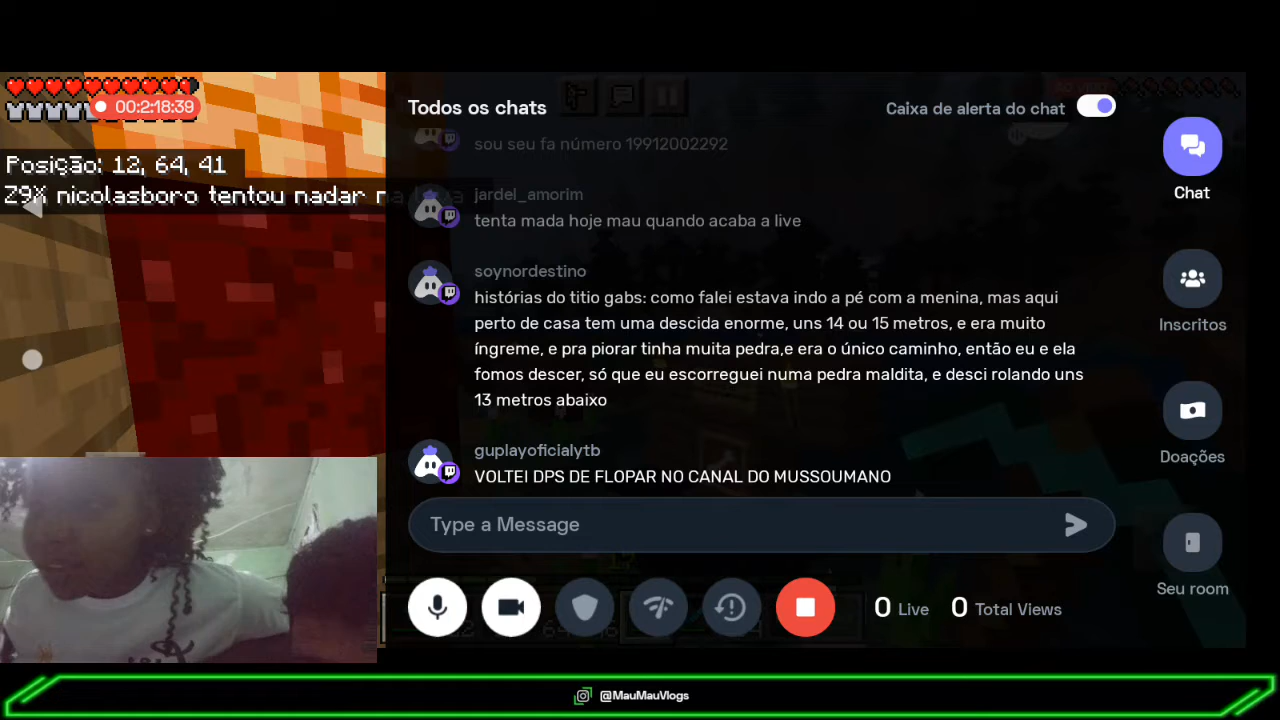 00:2:18:39
Posição: 12, 64, 41
Z9X nicolasboro tentou nadar na
Todos os chats
Caixa de alerta do chat
sou seu fa número 19912002292
jardel_amorim
tenta mada hoje mau quando acaba a live
soynordestino
histórias do titio gabs: como falei estava indo a pé com a menina, mas aqui
perto de casa tem uma descida enorme, uns 14 ou 15 metros, e era muito
íngreme, e pra piorar tinha muita pedra,e era o único caminho, então eu e ela
fomos descer, só que eu escorreguei numa pedra maldita, e desci rolando uns
13 metros abaixo
guplayoficialytb
VOLTEI DPS DE FLOPAR NO CANAL DO MUSSOUMANO
Type a Message
0 Live 0 Total Views
Chat
Inscritos
Doações
Seu room
@MauMauVlogs